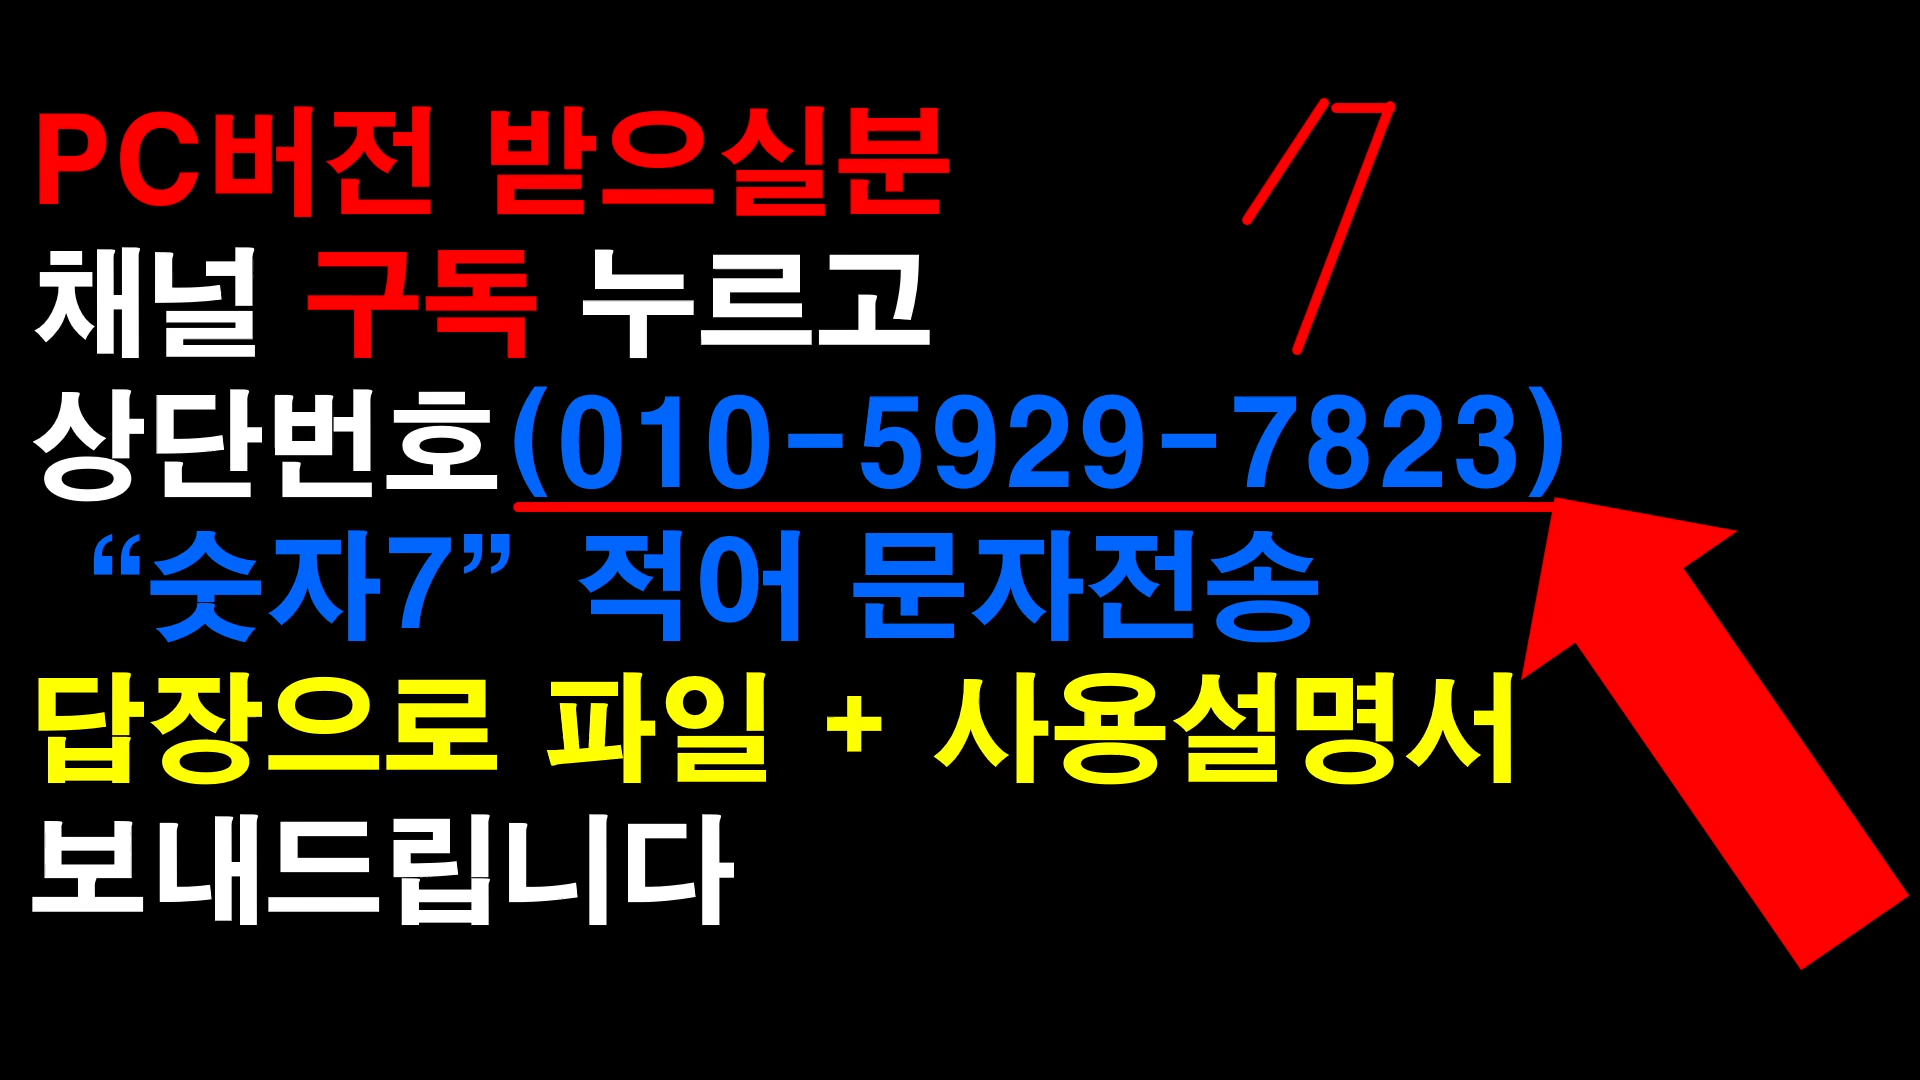 PC버전 받으실분
채널 구독 누르고
상단번호(010-5929-7823)
“숫자7” 적어 문자전송
답장으로 파일 + 사용설명서
보내드립니다
7